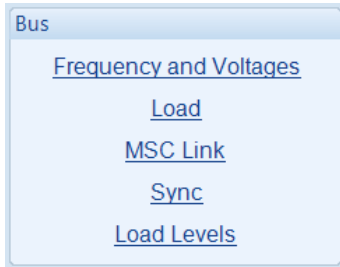 Bus
Frequency and Voltages
Load
MSC Link
Sync
Load Levels